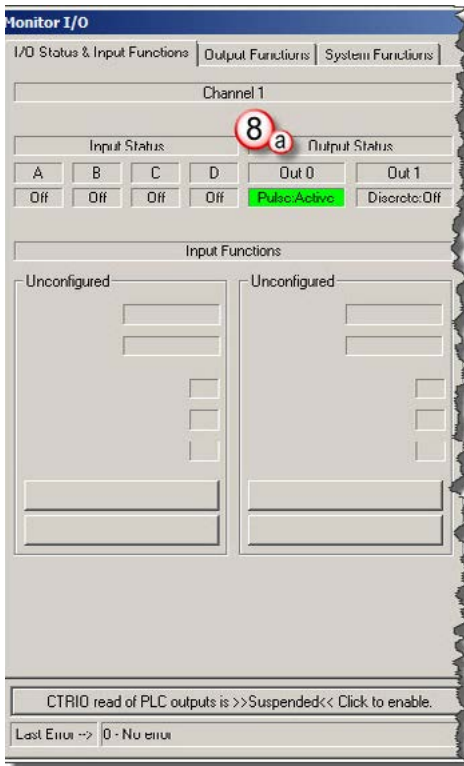 Monitor I/O
I/O Status & Input Functions Output Functions System Functions
Channel 1
8 a
Input Status Output Status
A B C D Out 0 Out 1
Off Off Off Off Pulse:Active Discrete:Off
Input Functions
Unconfigured Unconfigured
CTRIO read of PLC outputs is >>Suspended<< Click to enable.
Last Error --> 0 - No error